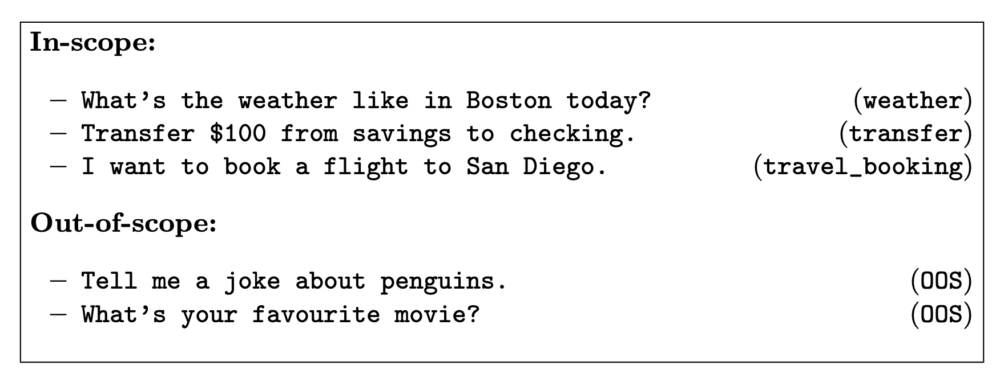 In-scope:
– What's the weather like in Boston today? (weather)
– Transfer $100 from savings to checking. (transfer)
– I want to book a flight to San Diego. (travel_booking)
Out-of-scope:
– Tell me a joke about penguins. (OOS)
– What's your favourite movie? (OOS)